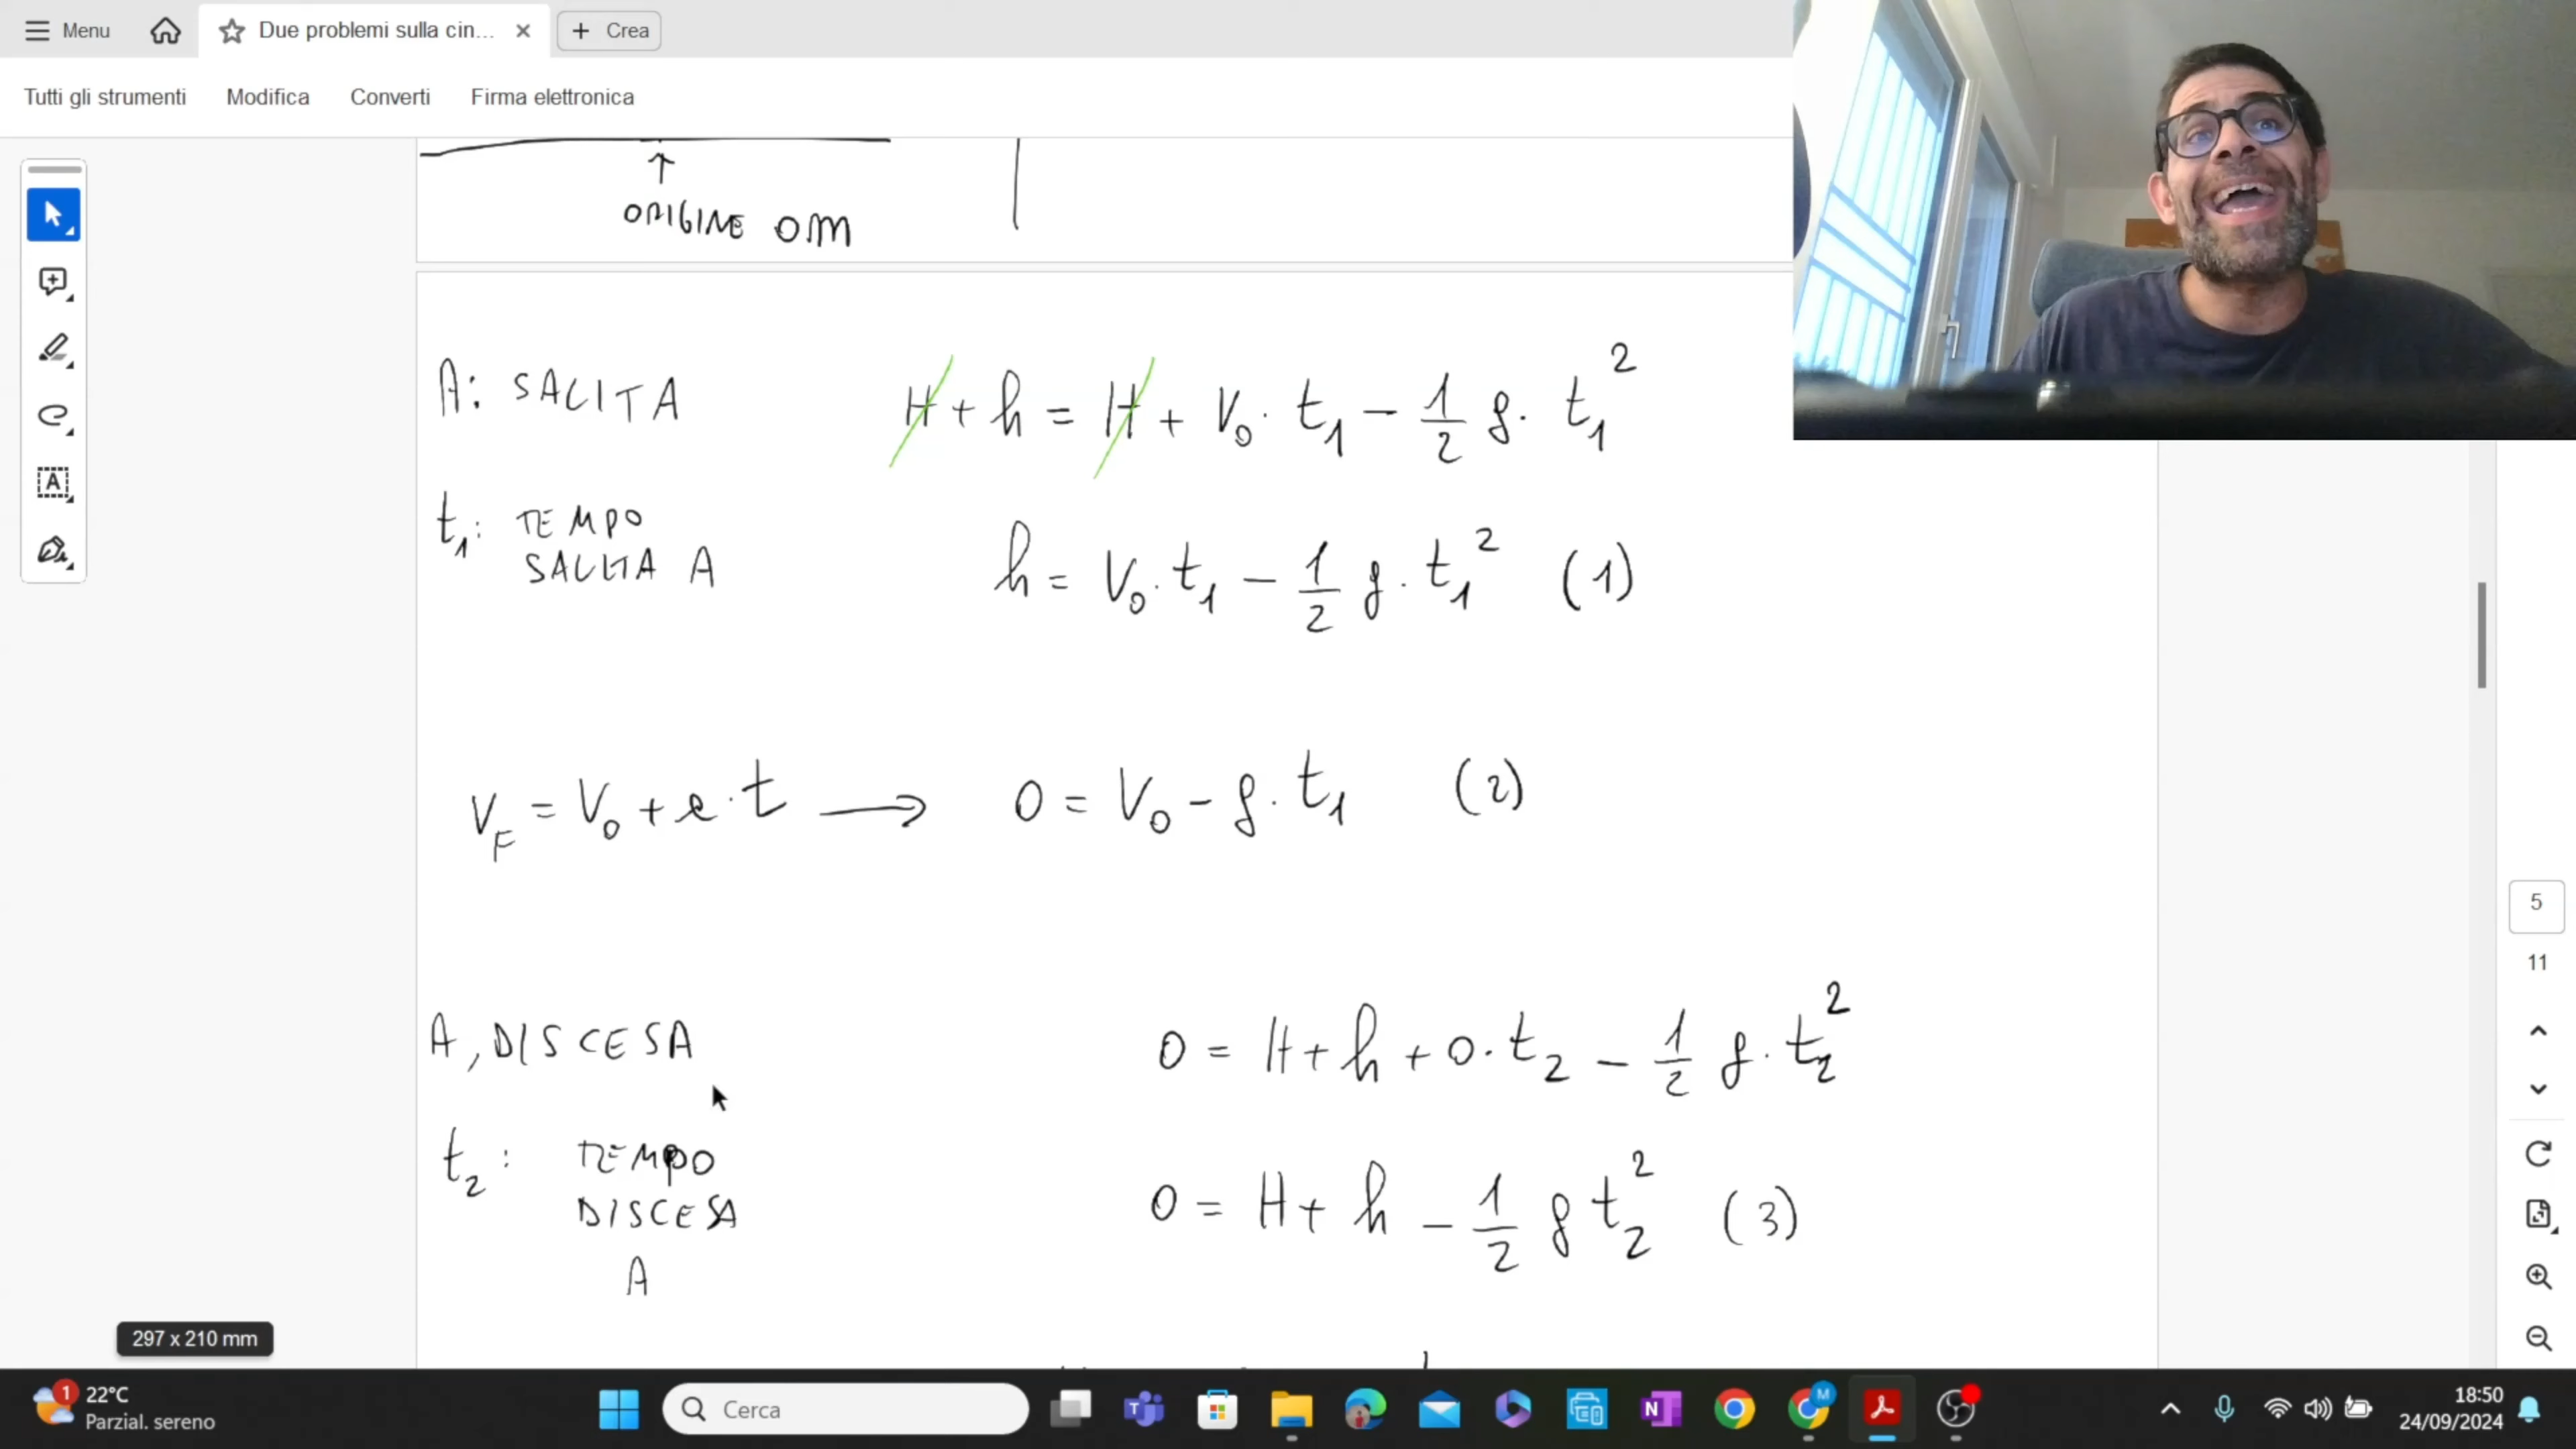 Menu
Due problemi sulla cin...
Crea
Tutti gli strumenti Modifica Converti Firma elettronica
ORIGINE 0M
A: SALITA H + h = H + V₀ · t₁ − 1/2 g · t₁²
t₁: TEMPO
SALITA A
h = V₀ · t₁ − 1/2 g · t₁² (1)
V_F = V₀ + a · t → 0 = V₀ − g · t₁ (2)
A, DISCESA 0 = H + h + 0 · t₂ − 1/2 g · t₂²
t₂: TEMPO
DISCESA
A
0 = H + h − 1/2 g t₂² (3)
5
11
297 x 210 mm
1
22°C
Parzial. sereno
Cerca
M
18:50
24/09/2024